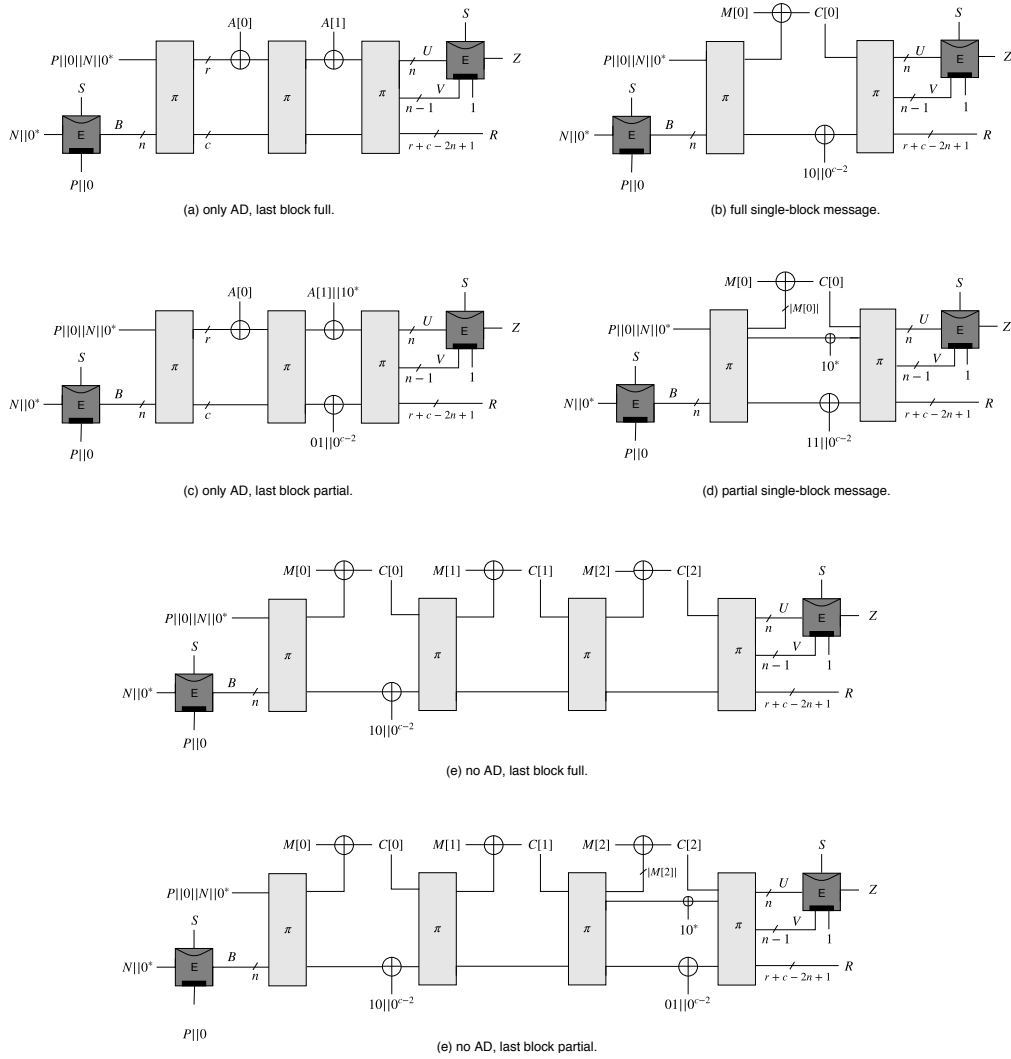 A[0] A[1] S
P||0||N||0* r U n E Z
S π π π V n − 1 1
N||0* E B n c r + c − 2n + 1 R
P||0
(a) only AD, last block full.
M[0] C[0] S
P||0||N||0* U n E Z
S π π V n − 1 1
N||0* E B n r + c − 2n + 1 R
P||0 10||0^{c−2}
(b) full single-block message.
A[0] A[1]||10* S
P||0||N||0* r U n E Z
S π π π V n − 1 1
N||0* E B n c r + c − 2n + 1 R
P||0 01||0^{c−2}
(c) only AD, last block partial.
M[0] C[0] S
|M[0]|
P||0||N||0* U n E Z
S π 10* π V n − 1 1
N||0* E B n r + c − 2n + 1 R
P||0 11||0^{c−2}
(d) partial single-block message.
M[0] C[0] M[1] C[1] M[2] C[2] S
P||0||N||0* U n E Z
S π π π π V n − 1 1
N||0* E B n r + c − 2n + 1 R
P||0 10||0^{c−2}
(e) no AD, last block full.
M[0] C[0] M[1] C[1] M[2] C[2] S
|M[2]|
P||0||N||0* U n E Z
S π π π 10* π V n − 1 1
N||0* E B n r + c − 2n + 1 R
10||0^{c−2} 01||0^{c−2}
P||0
(e) no AD, last block partial.